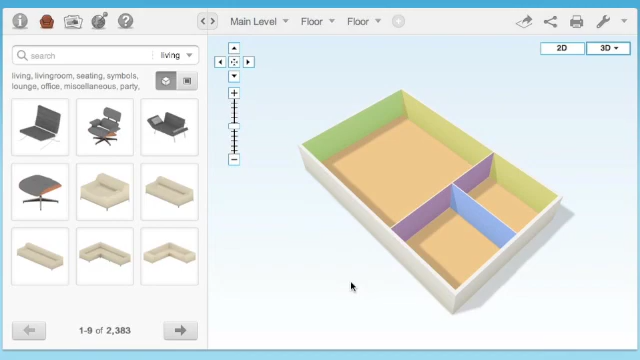 Main Level Floor Floor
search living
living, livingroom, seating, symbols,
lounge, office, miscellaneous, party,
2D 3D
1-9 of 2,383